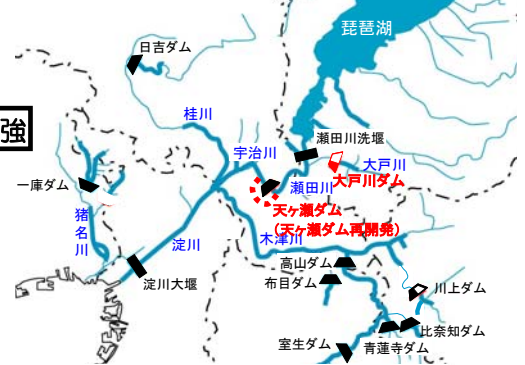 琵琶湖
日吉ダム
桂川
強
宇治川
瀬田川洗堰
大戸川
一庫ダム
瀬田川
大戸川ダム
天ヶ瀬ダム
（天ヶ瀬ダム再開発）
猪名川
淀川
木津川
高山ダム
淀川大堰
布目ダム
川上ダム
比奈知ダム
室生ダム
青蓮寺ダム